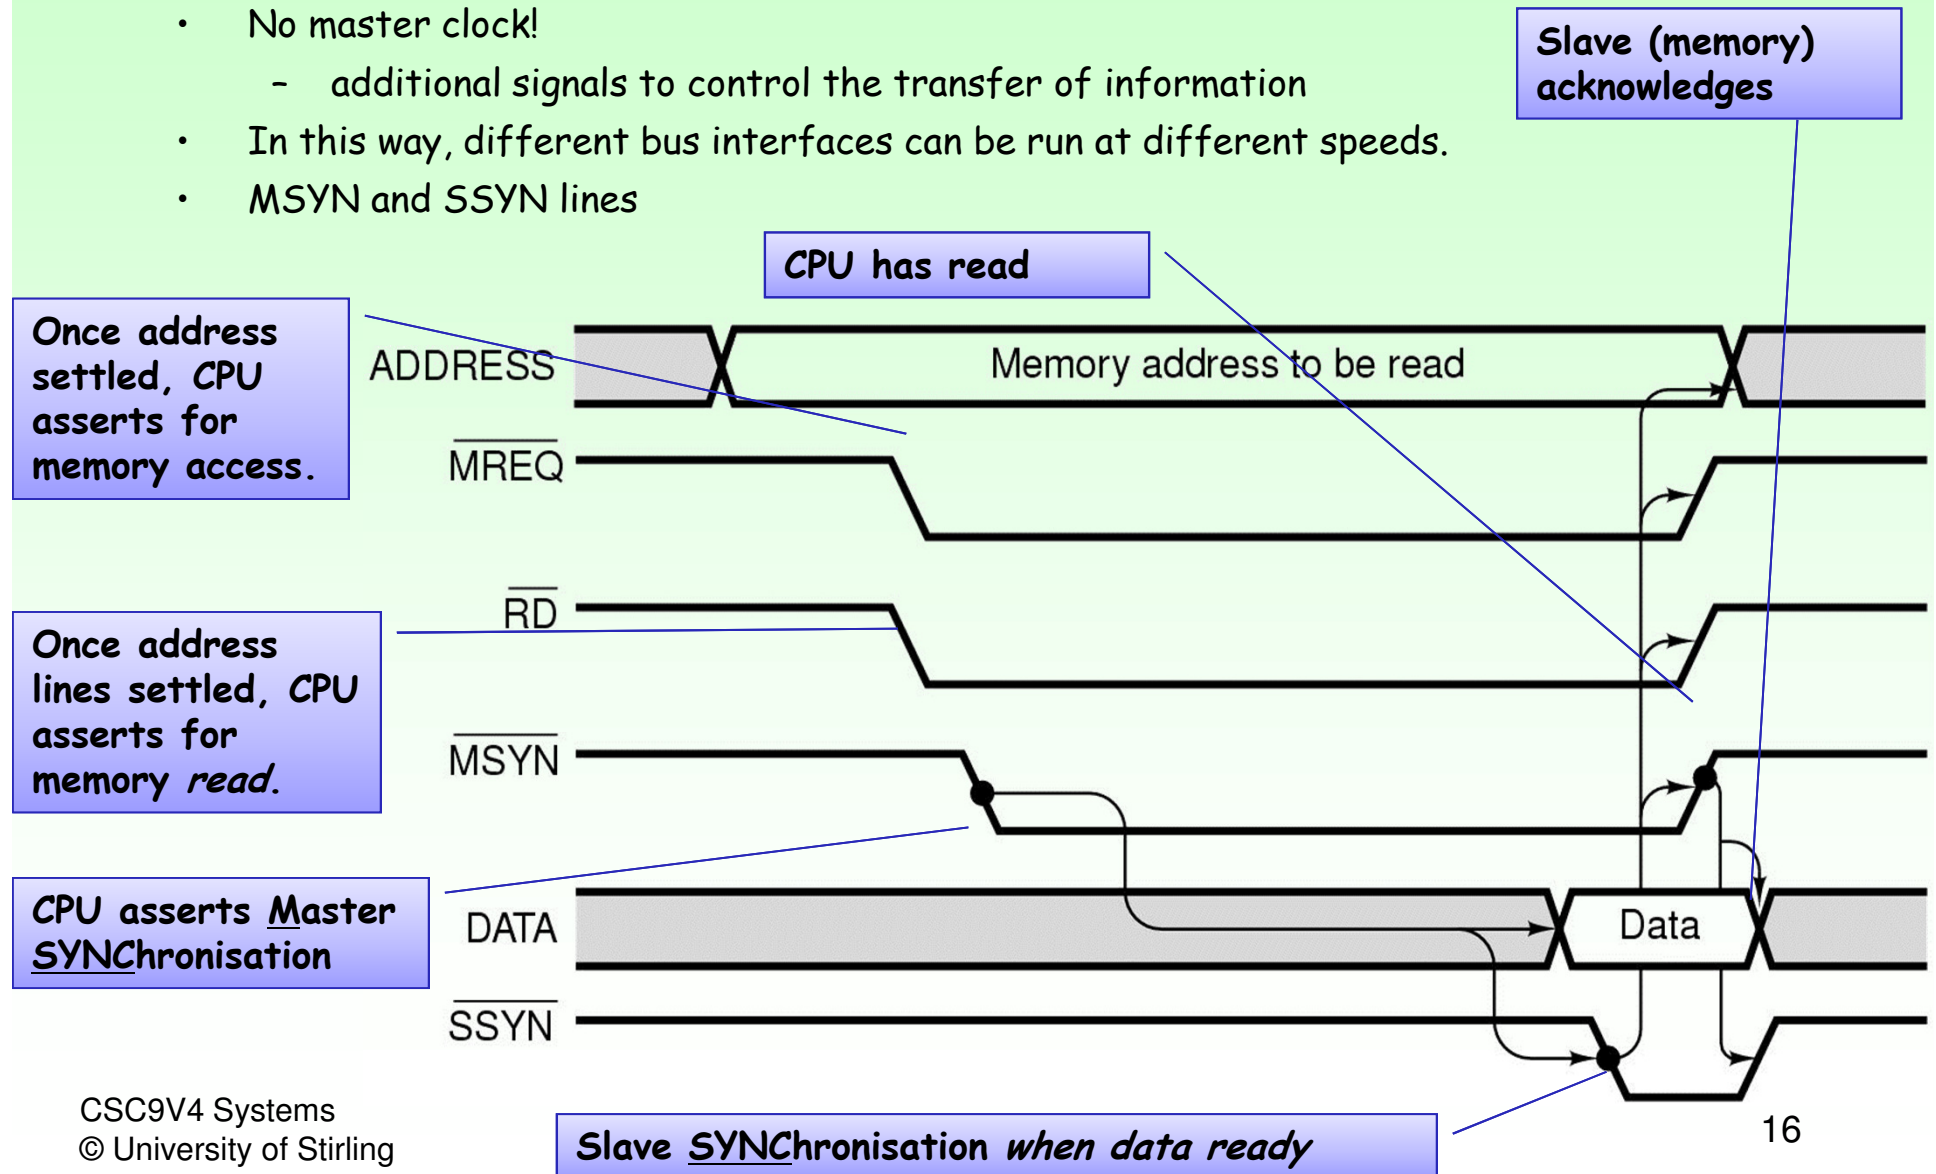 • No master clock!
– additional signals to control the transfer of information
• In this way, different bus interfaces can be run at different speeds.
• MSYN and SSYN lines
Slave (memory)
acknowledges
CPU has read
Once address
settled, CPU
asserts for
memory access.
ADDRESS
Memory address to be read
MREQ
RD
Once address
lines settled, CPU
asserts for
memory read.
MSYN
CPU asserts Master
SYNChronisation
DATA
Data
SSYN
CSC9V4 Systems
© University of Stirling
Slave SYNChronisation when data ready
16